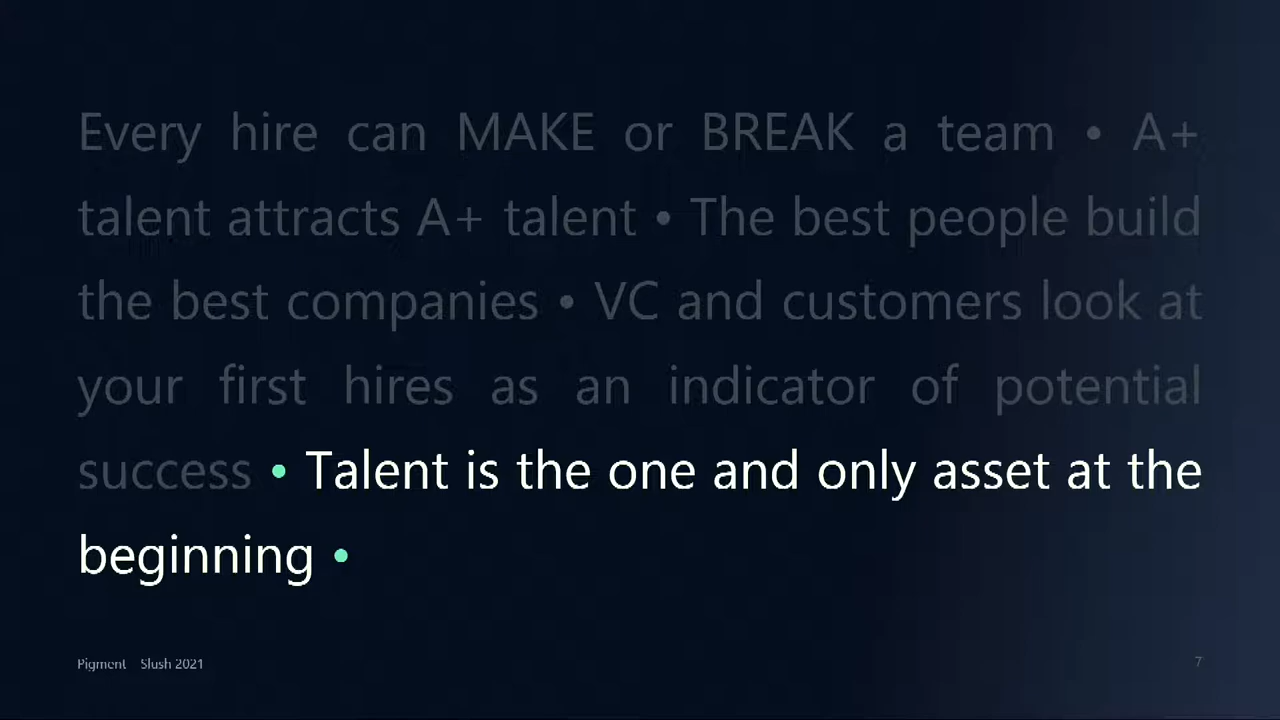 Every hire can MAKE or BREAK a team • A+
talent attracts A+ talent • The best people build
the best companies • VC and customers look at
your first hires as an indicator of potential
success • Talent is the one and only asset at the
beginning •
Pigment Slush 2021
7